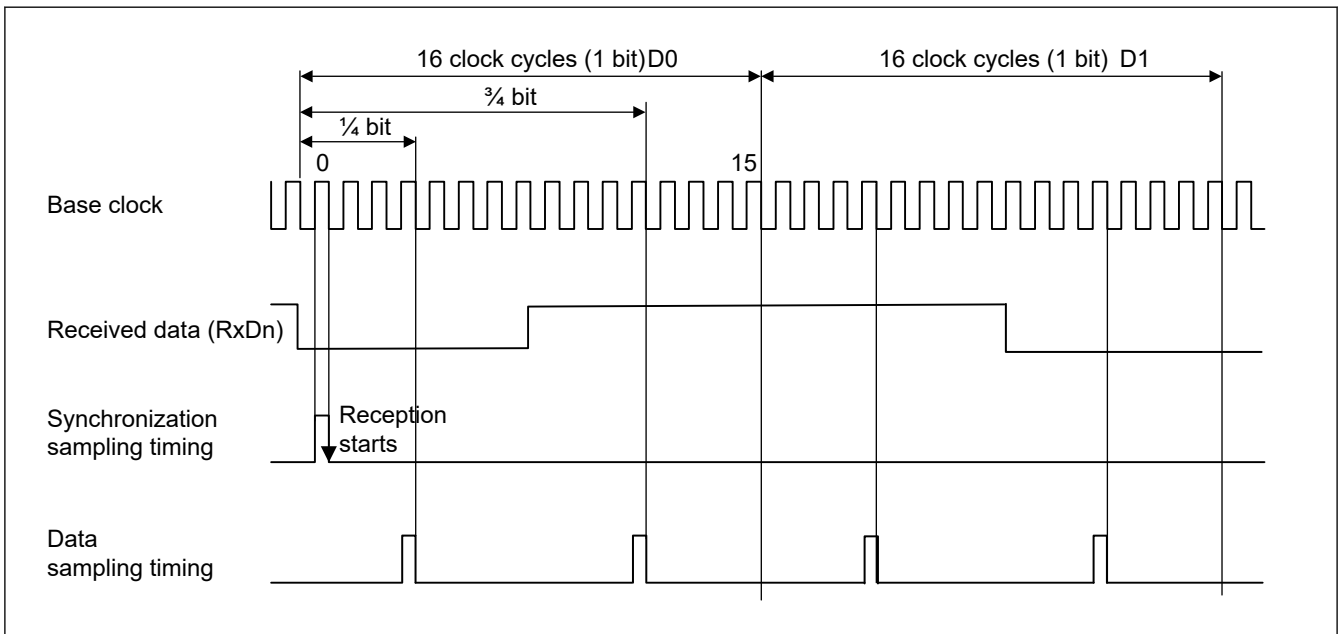 16 clock cycles (1 bit)D0
16 clock cycles (1 bit) D1
¾ bit
¼ bit
0
15
Base clock
Received data (RxDn)
Synchronization
sampling timing
Reception
starts
Data
sampling timing